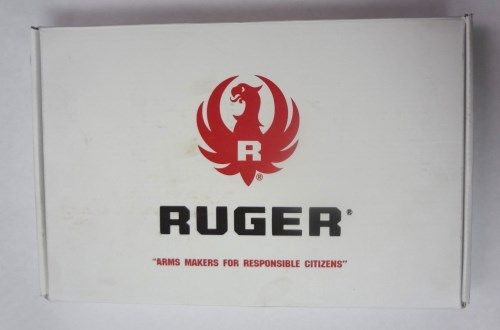 R
®
RUGER®
"ARMS MAKERS FOR RESPONSIBLE CITIZENS"